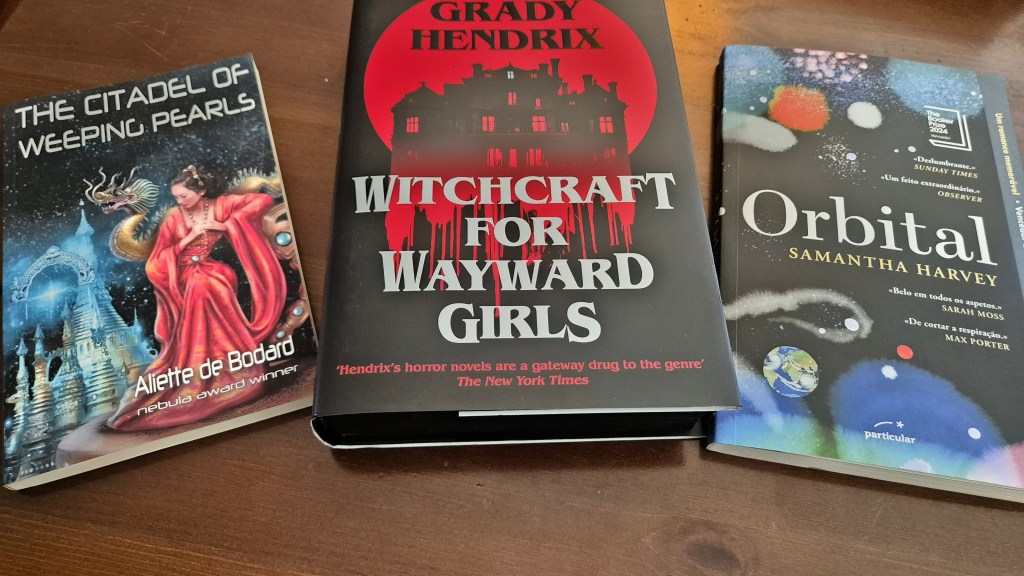 THE CITADEL OF
WEEPING PEARLS
Aliette de Bodard
nebula award winner
GRADY
HENDRIX
WITCHCRAFT
FOR
WAYWARD
GIRLS
'Hendrix's horror novels are a gateway drug to the genre'
The New York Times
The
Booker
Prize
2024
«Deslumbrante.»
SUNDAY TIMES
«Um feito extraordinário.»
OBSERVER
Orbital
SAMANTHA HARVEY
«Belo em todos os aspetos.»
SARAH MOSS
«De cortar a respiração.»
MAX PORTER
particular
Um romance memorável